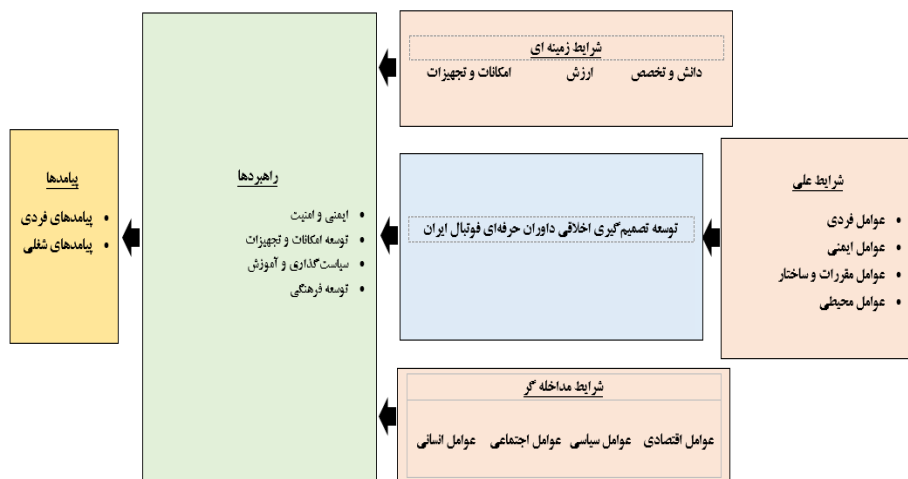 شرایط زمینه ای
دانش و تخصص ارزش امکانات و تجهیزات
شرایط علی
• عوامل فردی
• عوامل ایمنی
• عوامل مقررات و ساختار
• عوامل محیطی
توسعه تصمیم‌گیری اخلاقی داوران حرفه‌ای فوتبال ایران
شرایط مداخله گر
عوامل اقتصادی عوامل سیاسی عوامل اجتماعی عوامل انسانی
راهبردها
• ایمنی و امنیت
• توسعه امکانات و تجهیزات
• سیاست‌گذاری و آموزش
• توسعه فرهنگی
پیامدها
• پیامدهای فردی
• پیامدهای شغلی